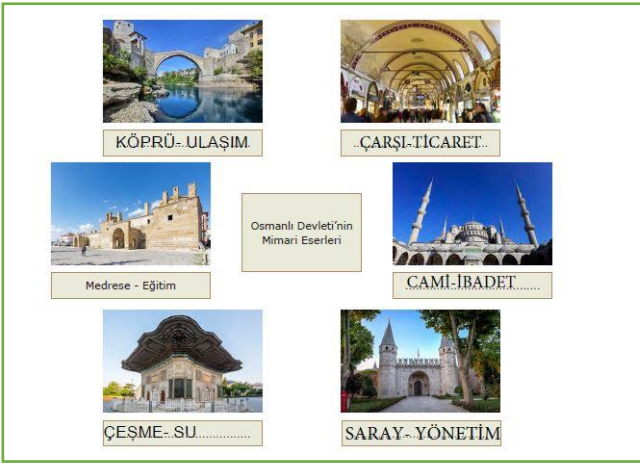 KÖPRÜ- ULAŞIM
ÇARŞI-TİCARET
Osmanlı Devleti'nin
Mimari Eserleri
Medrese - Eğitim
CAMİ-İBADET
ÇEŞME- SU
SARAY- YÖNETİM